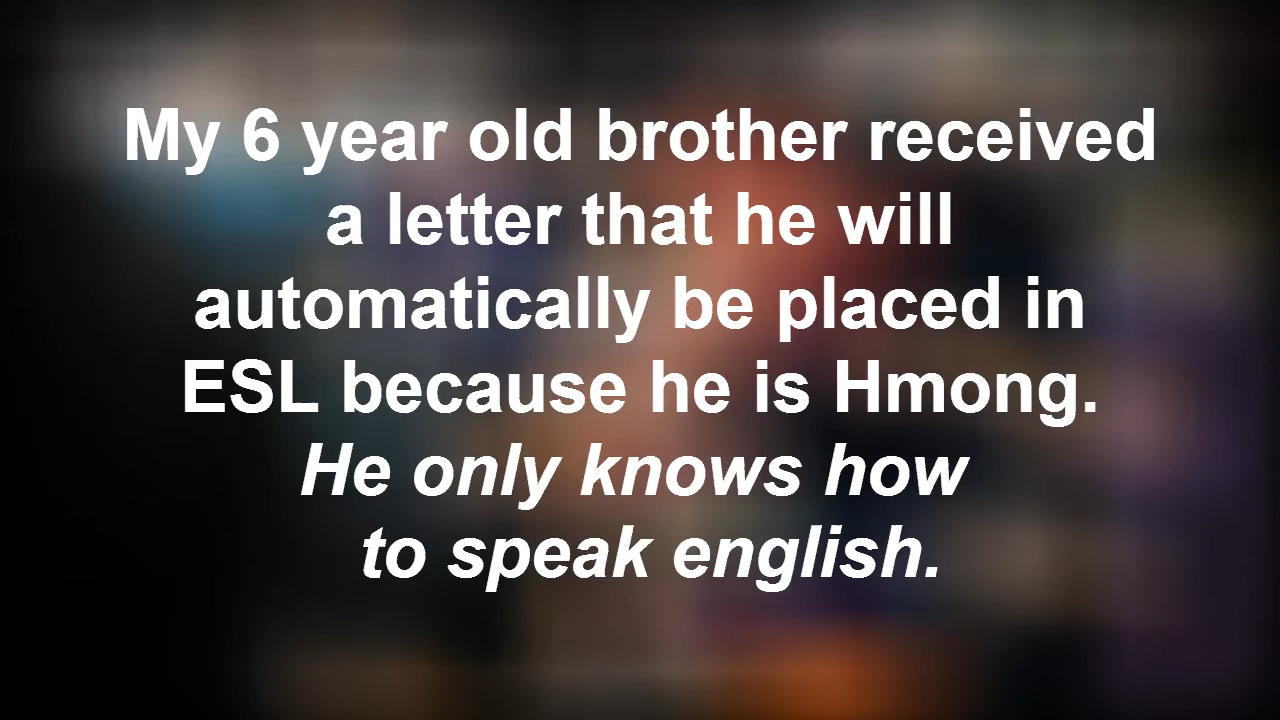 My 6 year old brother received
a letter that he will
automatically be placed in
ESL because he is Hmong.
He only knows how
to speak english.